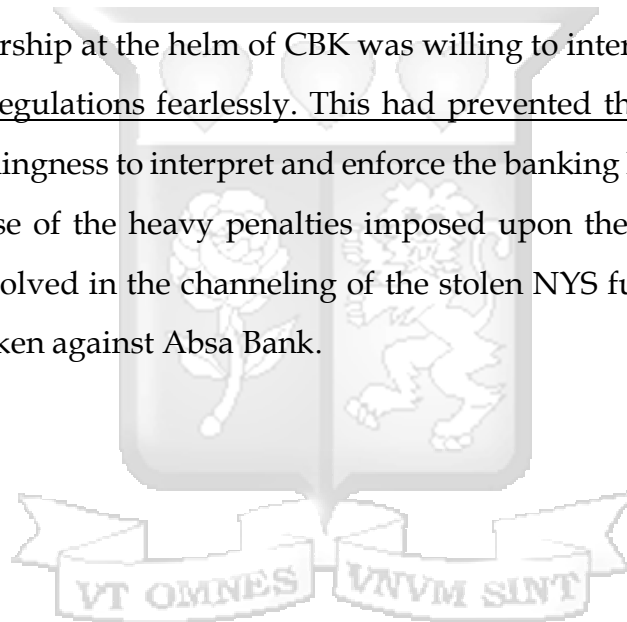 rship at the helm of CBK was willing to inter
egulations fearlessly. This had prevented th
lingness to interpret and enforce the banking
se of the heavy penalties imposed upon the
olved in the channeling of the stolen NYS fu
ken against Absa Bank.
VT OMNES VNVM SINT